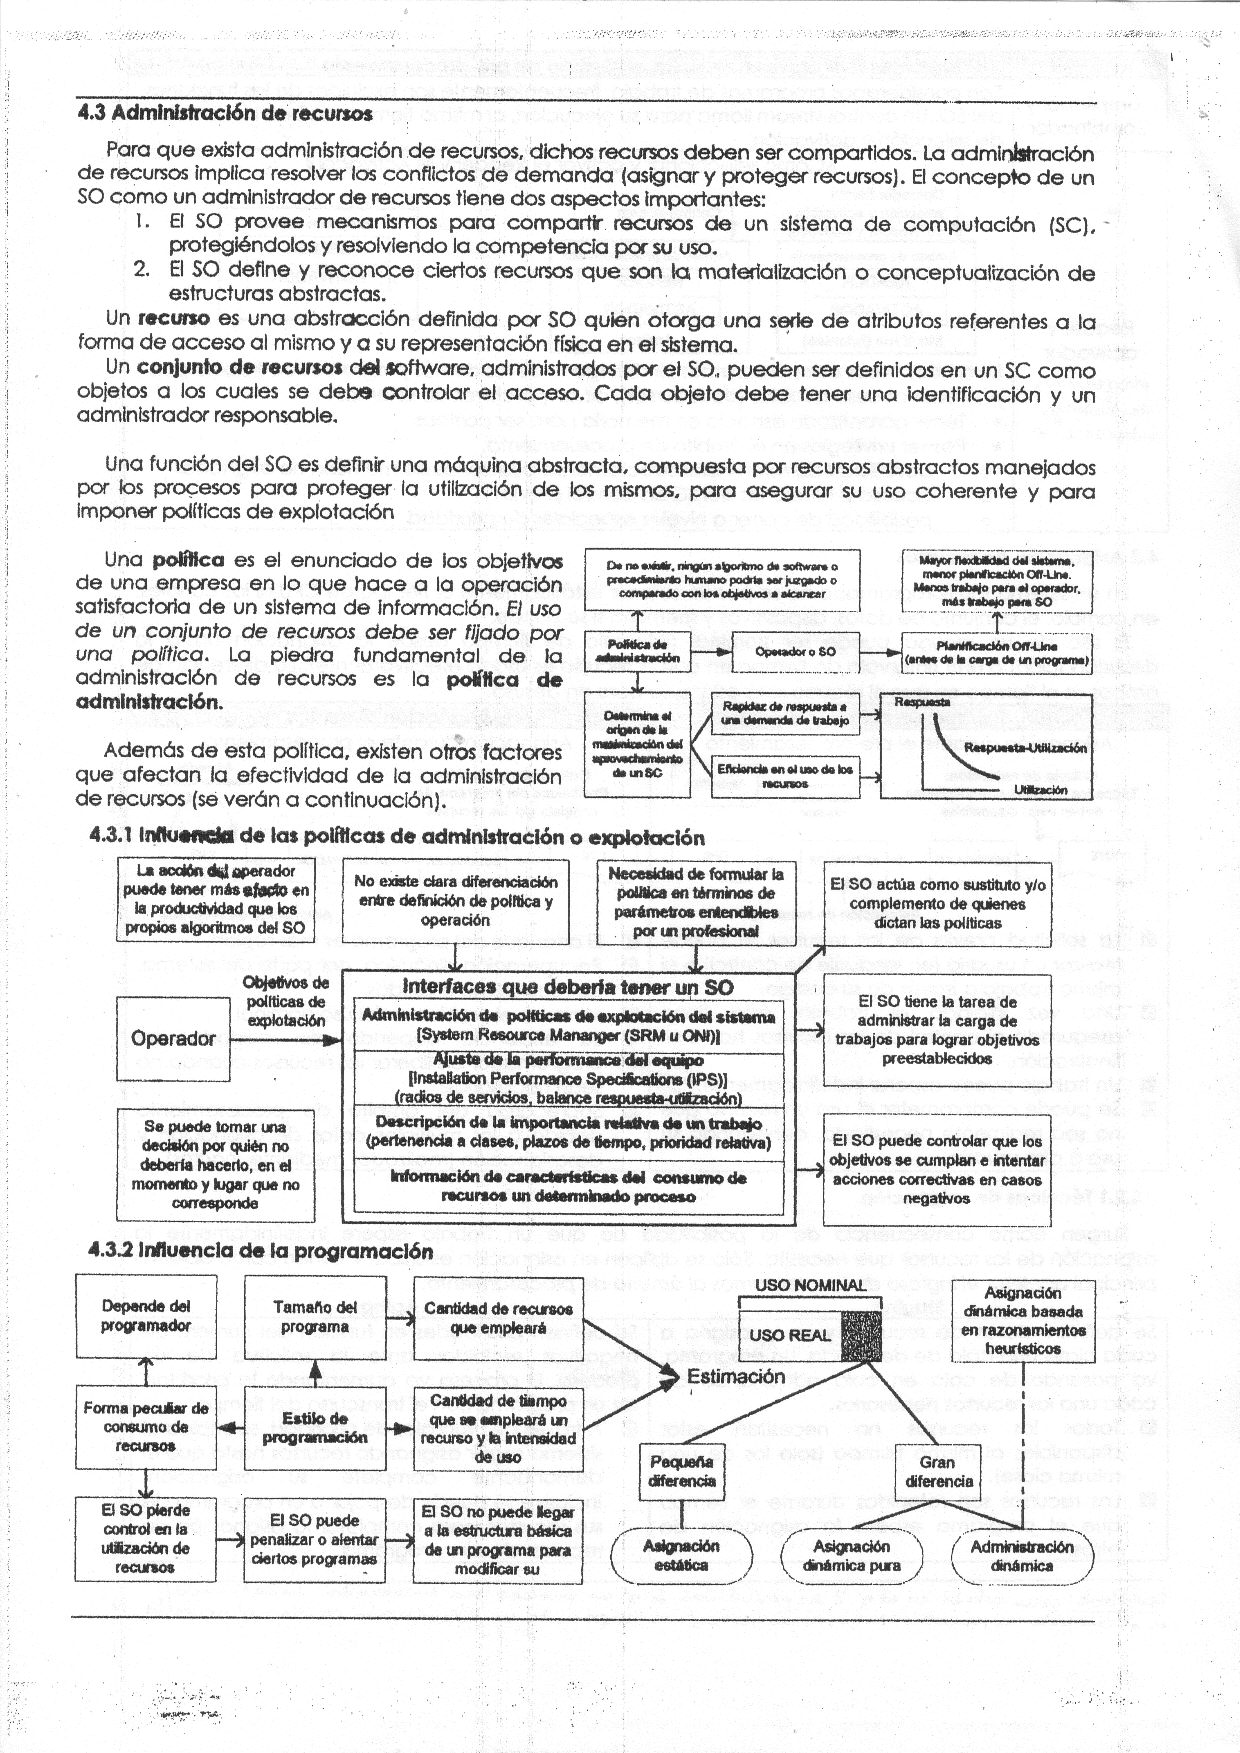 4.3 Administración de recursos
Para que exista administración de recursos, dichos recursos deben ser compartidos. La administración
de recursos implica resolver los conflictos de demanda (asignar y proteger recursos). El concepto de un
SO como un administrador de recursos tiene dos aspectos importantes:
1. El SO provee mecanismos para compartir recursos de un sistema de computación (SC),
protegiéndolos y resolviendo la competencia por su uso.
2. El SO define y reconoce ciertos recursos que son la materialización o conceptualización de
estructuras abstractas.
Un recurso es una abstracción definida por SO quién otorga una serie de atributos referentes a la
forma de acceso al mismo y a su representación física en el sistema.
Un conjunto de recursos del software, administrados por el SO, pueden ser definidos en un SC como
objetos a los cuales se debe controlar el acceso. Cada objeto debe tener una identificación y un
administrador responsable.
Una función del SO es definir una máquina abstracta, compuesta por recursos abstractos manejados
por los procesos para proteger la utilización de los mismos, para asegurar su uso coherente y para
imponer políticas de explotación
Una política es el enunciado de los objetivos
de una empresa en lo que hace a la operación
satisfactoria de un sistema de información. El uso
de un conjunto de recursos debe ser fijado por
una política. La piedra fundamental de la
administración de recursos es la política de
administración.
Además de esta política, existen otros factores
que afectan la efectividad de la administración
de recursos (se verán a continuación).
De no existir, ningún algoritmo de software o
procedimiento humano podría ser juzgado o
comparado con los objetivos a alcanzar
Mayor flexibilidad del sistema,
menor planificación Off-Line.
Menos trabajo para el operador,
más trabajo para SO
Política de
administración
Operador o SO
Planificación Off-Line
(antes de la carga de un programa)
Determina el
origen de la
maximización del
aprovechamiento
de un SC
Rapidez de respuesta a
una demanda de trabajo
Eficiencia en el uso de los
recursos
Respuesta
Respuesta-Utilización
Utilización
4.3.1 Influencia de las políticas de administración o explotación
La acción del operador
puede tener más efecto en
la productividad que los
propios algoritmos del SO
No existe clara diferenciación
entre definición de política y
operación
Necesidad de formular la
política en términos de
parámetros entendibles
por un profesional
El SO actúa como sustituto y/o
complemento de quienes
dictan las políticas
Operador
Objetivos de
políticas de
explotación
Interfaces que debería tener un SO
Administración de políticas de explotación del sistema
[System Resource Mananger (SRM u ONI)]
Ajuste de la performance del equipo
[Installation Performance Specifications (IPS)]
(radios de servicios, balance respuesta-utilización)
Descripción de la importancia relativa de un trabajo
(pertenencia a clases, plazos de tiempo, prioridad relativa)
Información de características del consumo de
recursos un determinado proceso
El SO tiene la tarea de
administrar la carga de
trabajos para lograr objetivos
preestablecidos
Se puede tomar una
decisión por quién no
debería hacerlo, en el
momento y lugar que no
corresponde
El SO puede controlar que los
objetivos se cumplan e intentar
acciones correctivas en casos
negativos
4.3.2 Influencia de la programación
Depende del
programador
Tamaño del
programa
Cantidad de recursos
que empleará
Forma peculiar de
consumo de
recursos
Estilo de
programación
Cantidad de tiempo
que se empleará un
recurso y la intensidad
de uso
El SO pierde
control en la
utilización de
recursos
El SO puede
penalizar o alentar
ciertos programas
El SO no puede llegar
a la estructura básica
de un programa para
modificar su
USO NOMINAL
USO REAL
Estimación
Asignación
dinámica basada
en razonamientos
heurísticos
Pequeña
diferencia
Gran
diferencia
Asignación
estática
Asignación
dinámica pura
Administración
dinámica